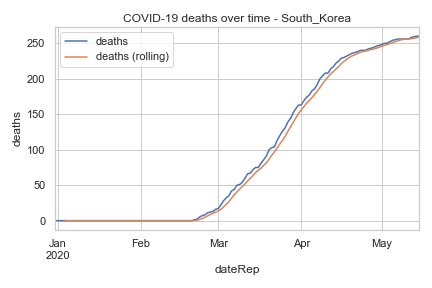 COVID-19 deaths over time - South_Korea
deaths
deaths (rolling)
deaths
250
200
150
100
50
0
Jan Feb Mar Apr May
2020
dateRep